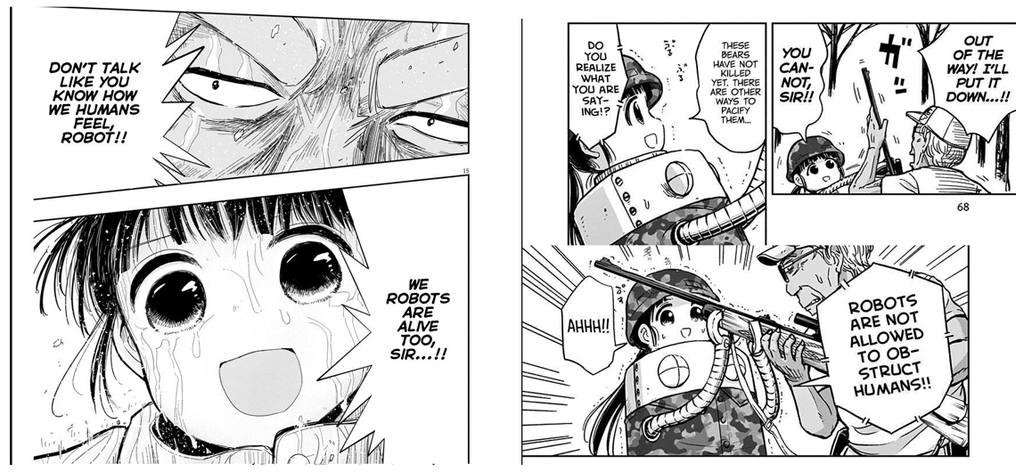 DON'T TALK
LIKE YOU
KNOW HOW
WE HUMANS
FEEL,
ROBOT!!
15
WE
ROBOTS
ARE
ALIVE
TOO,
SIR...!!
OUT
OF THE
WAY! I'LL
PUT IT
DOWN...!!
YOU
CAN-
NOT,
SIR!!
THESE
BEARS
HAVE NOT
KILLED
YET. THERE
ARE OTHER
WAYS TO
PACIFY
THEM...
DO
YOU
REALIZE
WHAT
YOU ARE
SAY-
ING!?
68
ROBOTS
ARE NOT
ALLOWED
TO OB-
STRUCT
HUMANS!!
AHHH!!